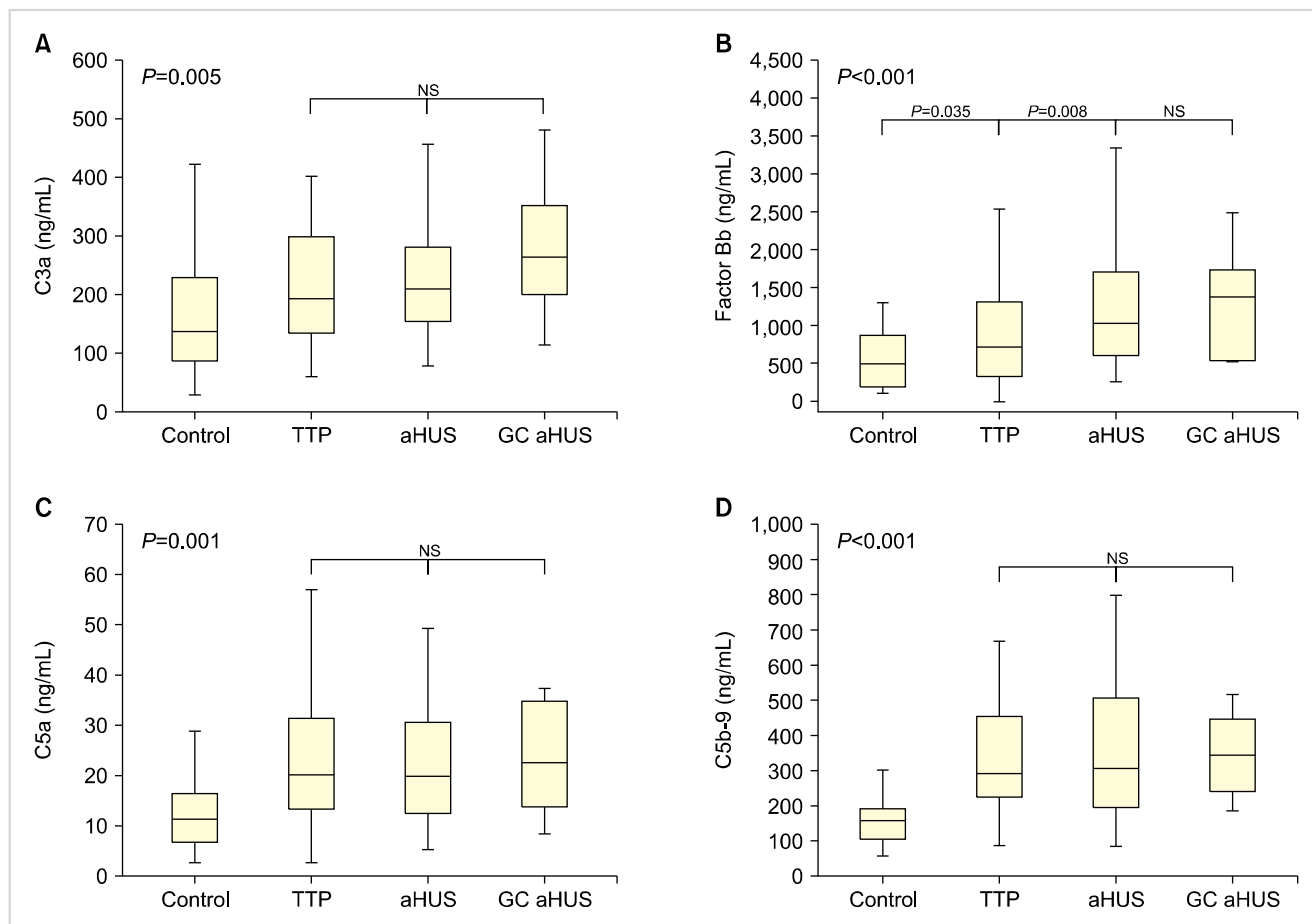 A
600
500
400
300
200
100
0
C3a (ng/mL)
P=0.005
NS
Control TTP aHUS GC aHUS
B
4,500
4,000
3,500
3,000
2,500
2,000
1,500
1,000
500
0
Factor Bb (ng/mL)
P<0.001
P=0.035 P=0.008 NS
Control TTP aHUS GC aHUS
C
70
60
50
40
30
20
10
0
C5a (ng/mL)
P=0.001
NS
Control TTP aHUS GC aHUS
D
1,000
900
800
700
600
500
400
300
200
100
0
C5b-9 (ng/mL)
P<0.001
NS
Control TTP aHUS GC aHUS